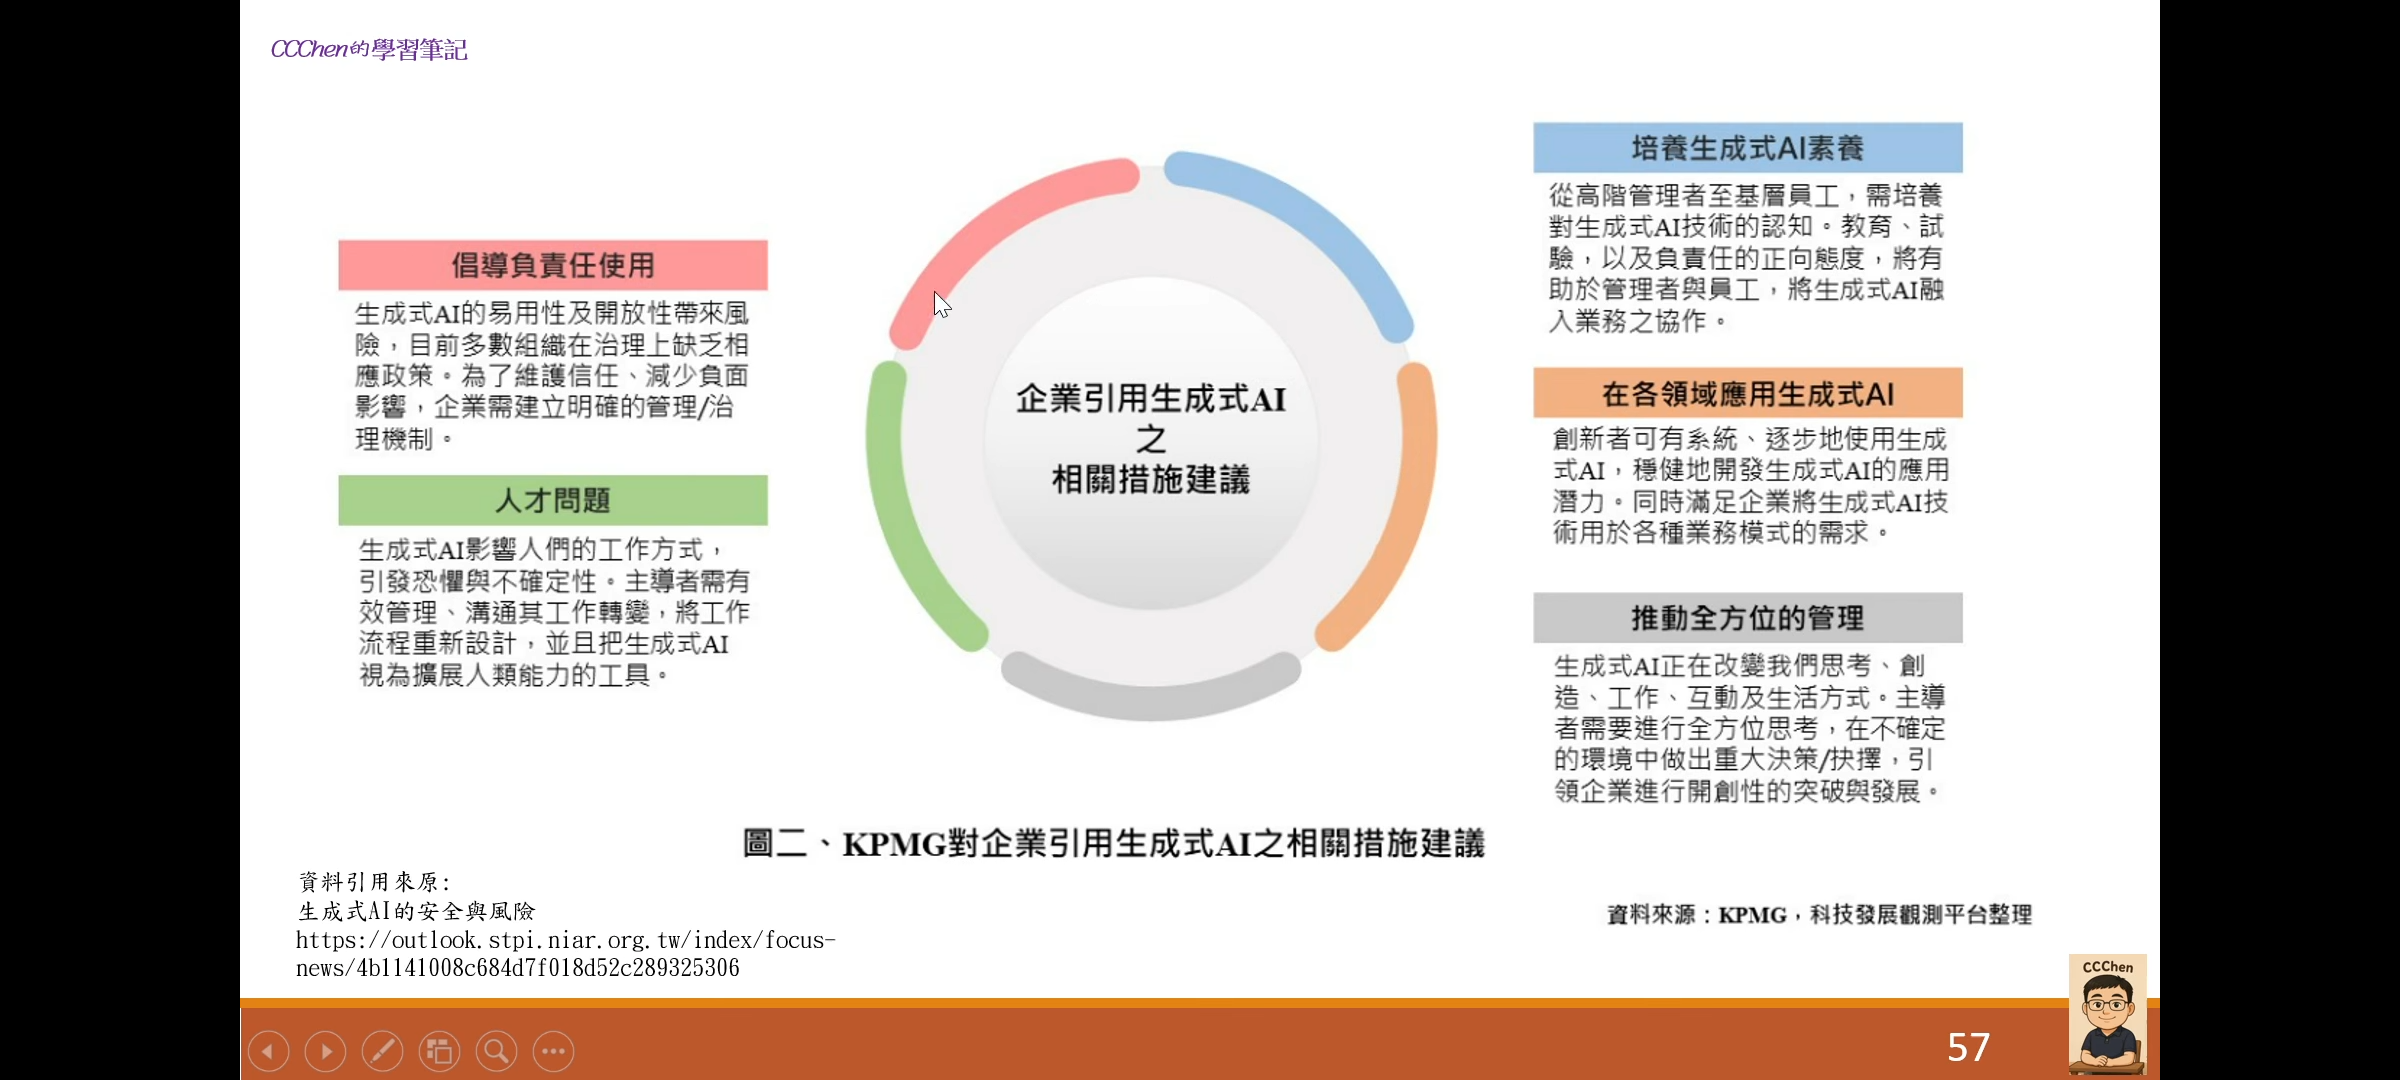 CCChen的學習筆記
倡導負責任使用
生成式AI的易用性及開放性帶來風
險，目前多數組織在治理上缺乏相
應政策。為了維護信任、減少負面
影響，企業需建立明確的管理/治
理機制。
人才問題
生成式AI影響人們的工作方式，
引發恐懼與不確定性。主導者需有
效管理、溝通其工作轉變，將工作
流程重新設計，並且把生成式AI
視為擴展人類能力的工具。
企業引用生成式AI
之
相關措施建議
培養生成式AI素養
從高階管理者至基層員工，需培養
對生成式AI技術的認知。教育、試
驗，以及負責任的正向態度，將有
助於管理者與員工，將生成式AI融
入業務之協作。
在各領域應用生成式AI
創新者可有系統、逐步地使用生成
式AI，穩健地開發生成式AI的應用
潛力。同時滿足企業將生成式AI技
術用於各種業務模式的需求。
推動全方位的管理
生成式AI正在改變我們思考、創
造、工作、互動及生活方式。主導
者需要進行全方位思考，在不確定
的環境中做出重大決策/抉擇，引
領企業進行開創性的突破與發展。
圖二、KPMG對企業引用生成式AI之相關措施建議
資料引用來原:
生成式AI的安全與風險
https://outlook.stpi.niar.org.tw/index/focus-
news/4b1141008c684d7f018d52c289325306
資料來源：KPMG，科技發展觀測平台整理
CCChen
57